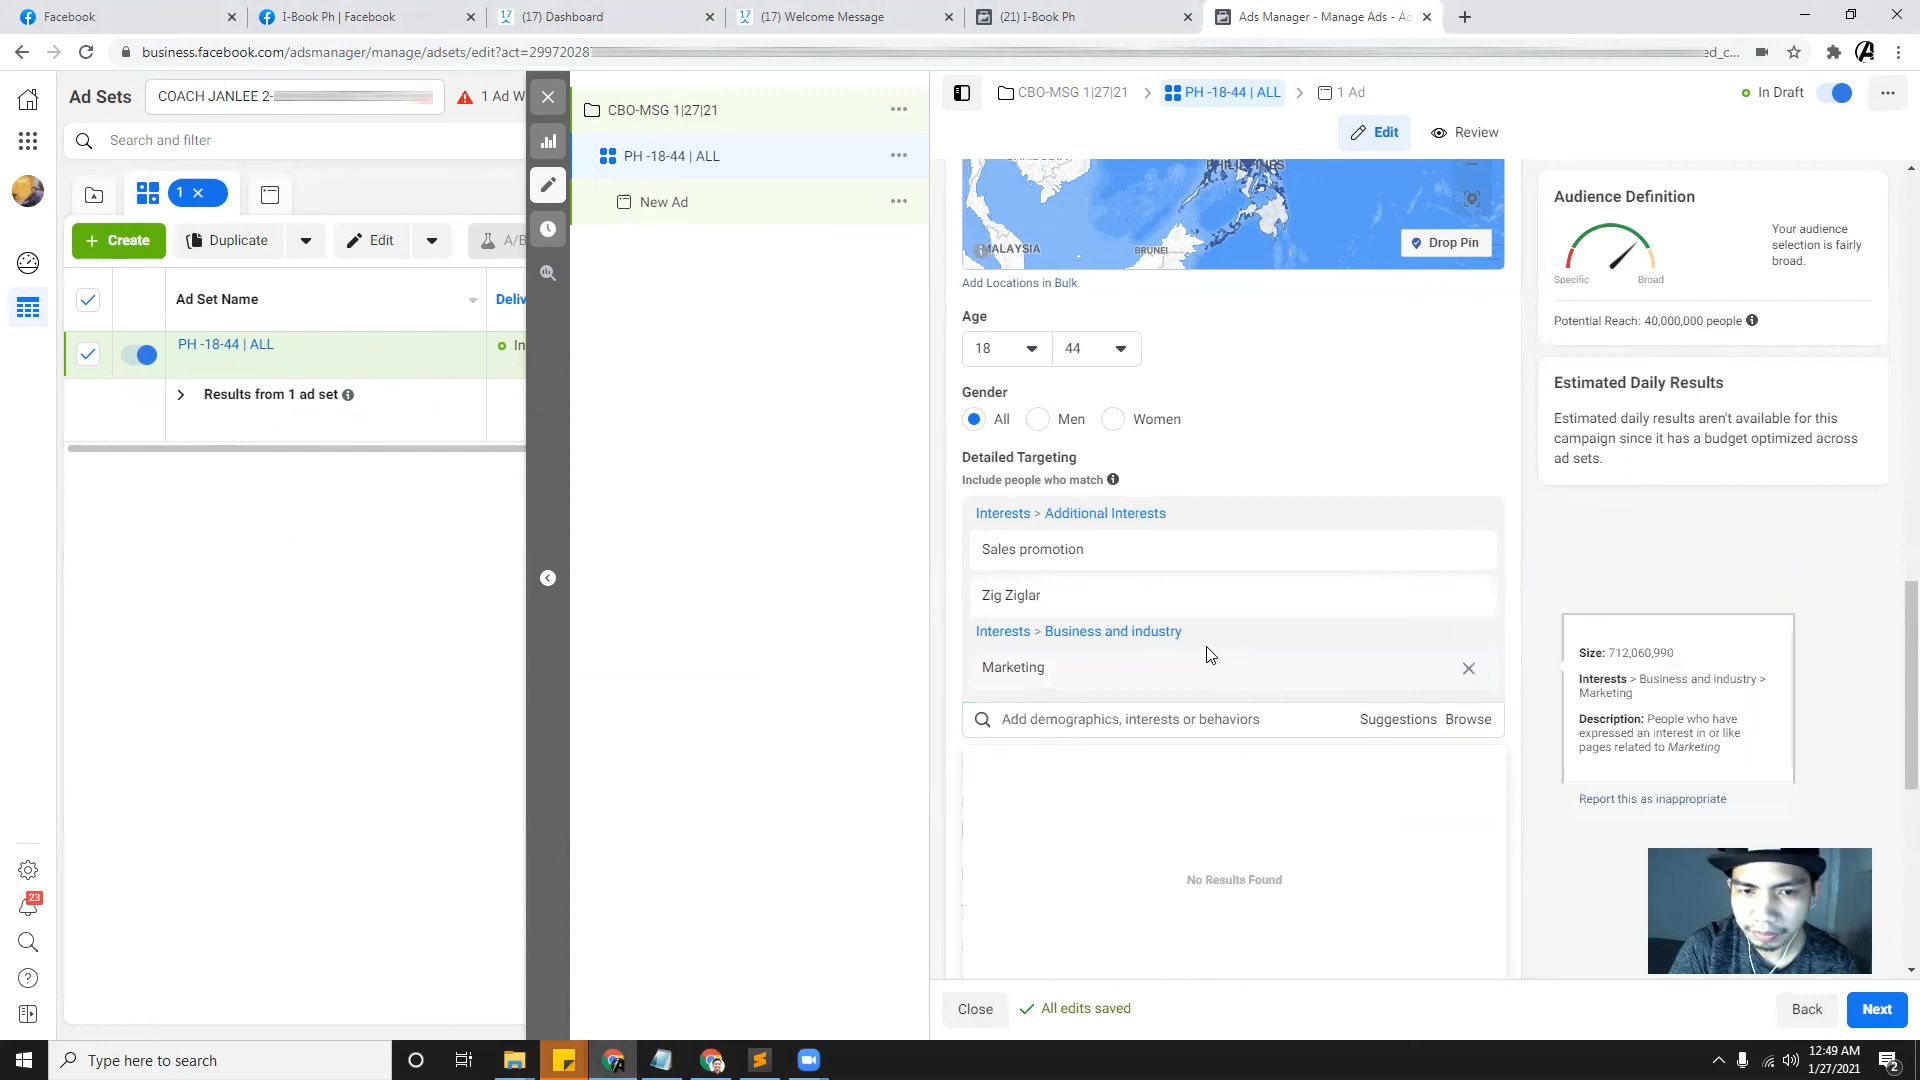 Facebook
I-Book Ph | Facebook
(17) Dashboard
(17) Welcome Message
(21) I-Book Ph
Ads Manager - Manage Ads - Ac
business.facebook.com/adsmanager/manage/adsets/edit?act=29972028
ed_c...
Ad Sets
COACH JANLEE 2-
1 Ad W
Search and filter
1
Create
Duplicate
Edit
A/B
Ad Set Name
Deliv
PH -18-44 | ALL
In
Results from 1 ad set
23
CBO-MSG 1|27|21
PH -18-44 | ALL
New Ad
CBO-MSG 1|27|21
PH -18-44 | ALL
1 Ad
In Draft
Edit
Review
PHILIPPINES
MALAYSIA
BRUNEI
Drop Pin
Add Locations in Bulk
Age
18
44
Gender
All
Men
Women
Detailed Targeting
Include people who match
Interests > Additional Interests
Sales promotion
Zig Ziglar
Interests > Business and industry
Marketing
Add demographics, interests or behaviors
Suggestions
Browse
No Results Found
Audience Definition
Specific
Broad
Your audience
selection is fairly
broad.
Potential Reach: 40,000,000 people
Estimated Daily Results
Estimated daily results aren't available for this
campaign since it has a budget optimized across
ad sets.
Size: 712,060,990
Interests > Business and industry >
Marketing
Description: People who have
expressed an interest in or like
pages related to Marketing
Report this as inappropriate
Close
All edits saved
Back
Next
Type here to search
12:49 AM
1/27/2021
2